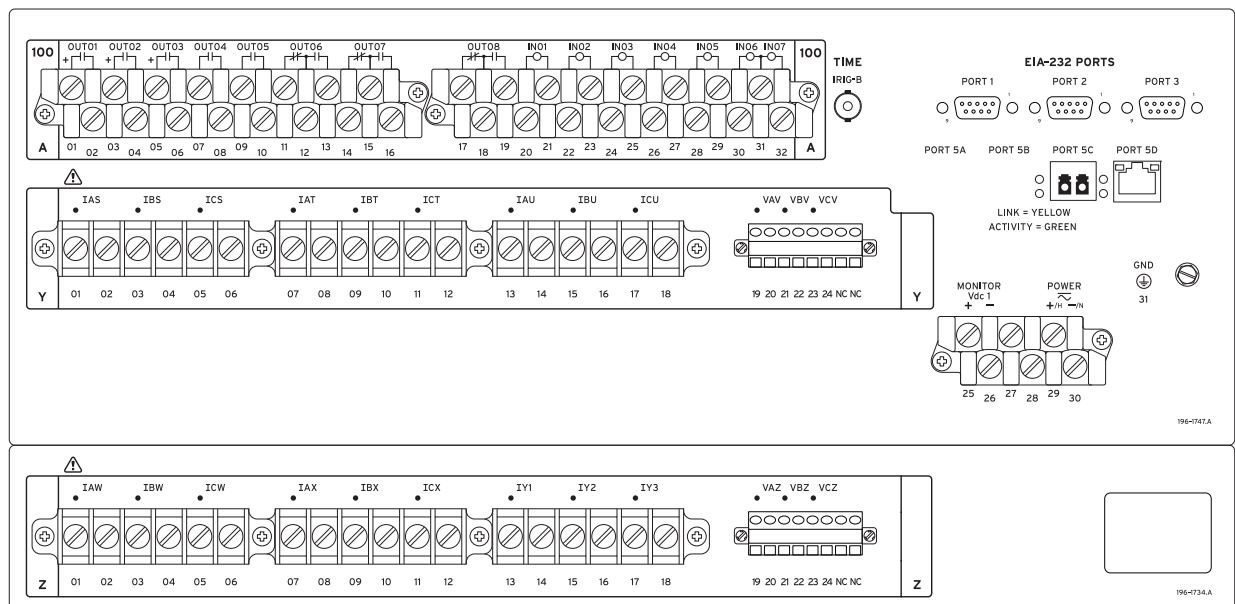 100 OUT01 OUT02 OUT03 OUT04 OUT05 OUT06 OUT07 OUT08 IN01 IN02 IN03 IN04 IN05 IN06 IN07 100
+ + +
A 01 02 03 04 05 06 07 08 09 10 11 12 13 14 15 16 17 18 19 20 21 22 23 24 25 26 27 28 29 30 31 32 A
TIME
IRIG-B
EIA-232 PORTS
PORT 1 PORT 2 PORT 3
1 1 1
9 9 9
PORT 5A PORT 5B PORT 5C PORT 5D
LINK = YELLOW
ACTIVITY = GREEN
IAS IBS ICS IAT IBT ICT IAU IBU ICU VAV VBV VCV
Y 01 02 03 04 05 06 07 08 09 10 11 12 13 14 15 16 17 18 19 20 21 22 23 24 NC NC Y
GND
31
MONITOR
Vdc 1
+ –
POWER
+/H –/N
25 26 27 28 29 30
196-1747.A
IAW IBW ICW IAX IBX ICX IY1 IY2 IY3 VAZ VBZ VCZ
Z 01 02 03 04 05 06 07 08 09 10 11 12 13 14 15 16 17 18 19 20 21 22 23 24 NC NC Z
196-1734.A